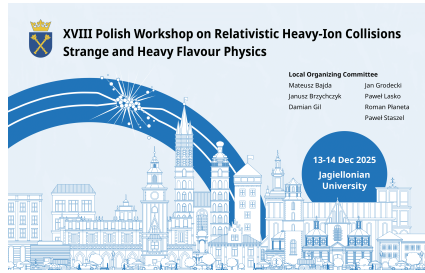 XVIII Polish Workshop on Relativistic Heavy-Ion Collisions
Strange and Heavy Flavour Physics
Local Organizing Committee
Mateusz Bajda
Janusz Brzychczyk
Damian Gil
Jan Grodecki
Paweł Lasko
Roman Płaneta
Paweł Staszel
13-14 Dec 2025
Jagiellonian
University